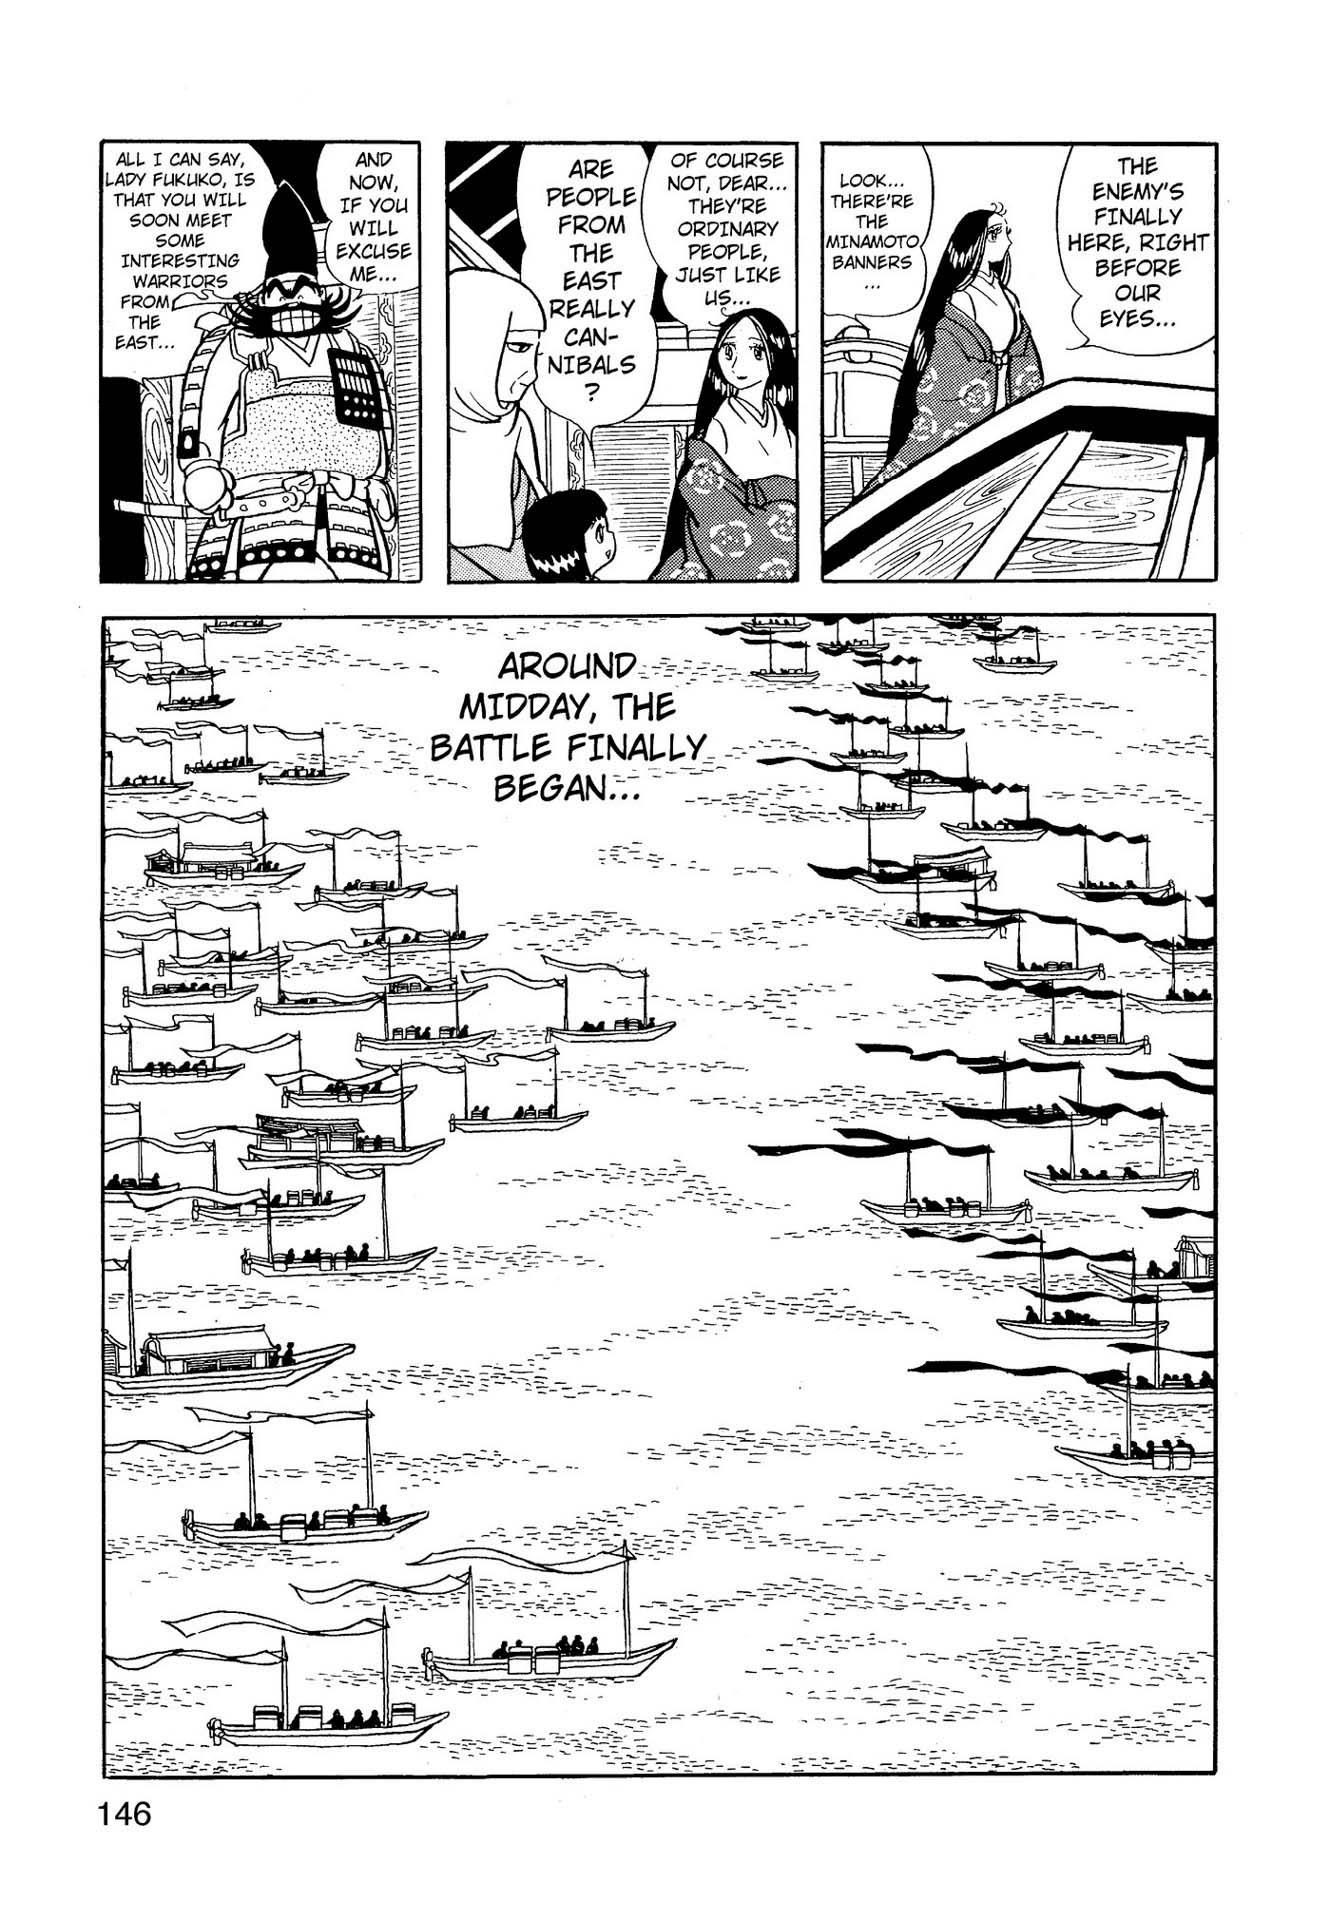 THE
ENEMY'S
FINALLY
HERE, RIGHT
BEFORE
OUR
EYES...
LOOK...
THERE'RE
THE
MINAMOTO
BANNERS
...
OF COURSE
NOT, DEAR...
THEY'RE
ORDINARY
PEOPLE,
JUST LIKE
US...
ARE
PEOPLE
FROM
THE
EAST
REALLY
CAN-
NIBALS
?
AND
NOW,
IF YOU
WILL
EXCUSE
ME...
ALL I CAN SAY,
LADY FUKUKO, IS
THAT YOU WILL
SOON MEET
SOME
INTERESTING
WARRIORS
FROM
THE
EAST...
AROUND
MIDDAY, THE
BATTLE FINALLY
BEGAN...
146